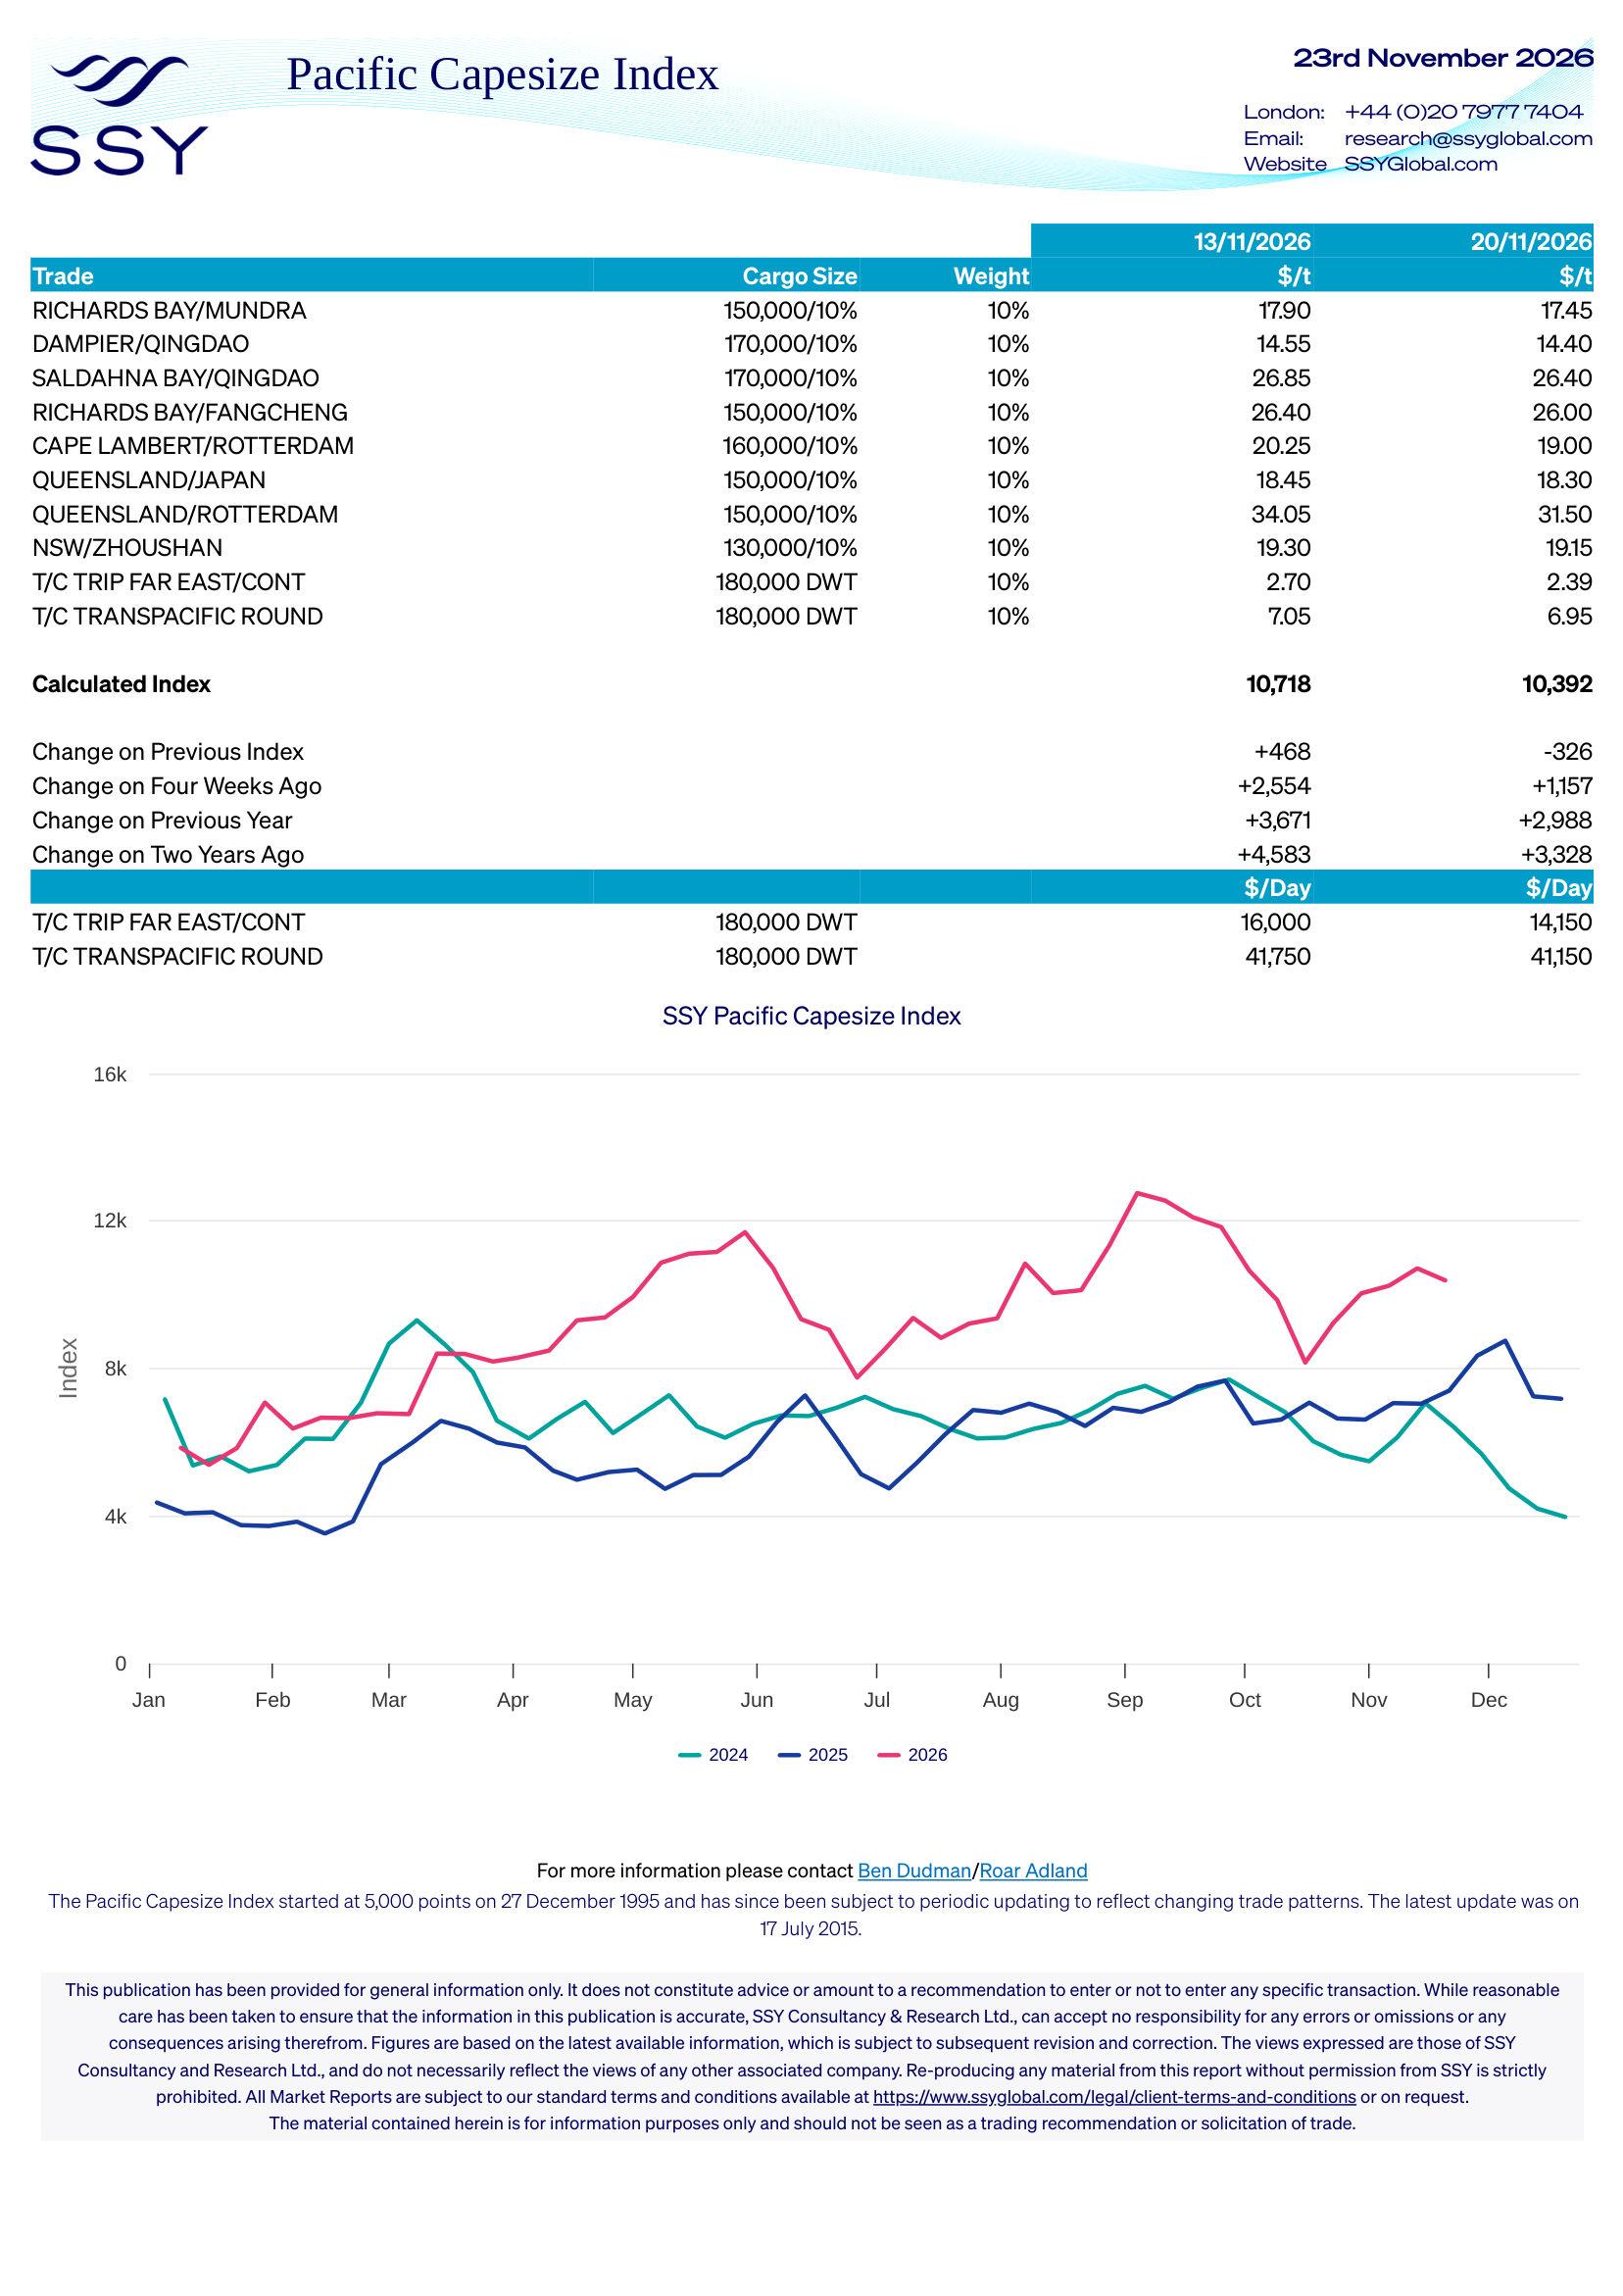 SSY
Pacific Capesize Index
23rd November 2026
London: +44 (0)20 7977 7404
Email: research@ssyglobal.com
Website SSYGlobal.com
13/11/2026 20/11/2026
Trade Cargo Size Weight $/t $/t
RICHARDS BAY/MUNDRA 150,000/10% 10% 17.90 17.45
DAMPIER/QINGDAO 170,000/10% 10% 14.55 14.40
SALDAHNA BAY/QINGDAO 170,000/10% 10% 26.85 26.40
RICHARDS BAY/FANGCHENG 150,000/10% 10% 26.40 26.00
CAPE LAMBERT/ROTTERDAM 160,000/10% 10% 20.25 19.00
QUEENSLAND/JAPAN 150,000/10% 10% 18.45 18.30
QUEENSLAND/ROTTERDAM 150,000/10% 10% 34.05 31.50
NSW/ZHOUSHAN 130,000/10% 10% 19.30 19.15
T/C TRIP FAR EAST/CONT 180,000 DWT 10% 2.70 2.39
T/C TRANSPACIFIC ROUND 180,000 DWT 10% 7.05 6.95
Calculated Index 10,718 10,392
Change on Previous Index +468 -326
Change on Four Weeks Ago +2,554 +1,157
Change on Previous Year +3,671 +2,988
Change on Two Years Ago +4,583 +3,328
$/Day $/Day
T/C TRIP FAR EAST/CONT 180,000 DWT 16,000 14,150
T/C TRANSPACIFIC ROUND 180,000 DWT 41,750 41,150
SSY Pacific Capesize Index
16k
12k
8k
4k
0
Index
Jan Feb Mar Apr May Jun Jul Aug Sep Oct Nov Dec
2024 2025 2026
For more information please contact Ben Dudman/Roar Adland
The Pacific Capesize Index started at 5,000 points on 27 December 1995 and has since been subject to periodic updating to reflect changing trade patterns. The latest update was on
17 July 2015.
This publication has been provided for general information only. It does not constitute advice or amount to a recommendation to enter or not to enter any specific transaction. While reasonable
care has been taken to ensure that the information in this publication is accurate, SSY Consultancy & Research Ltd., can accept no responsibility for any errors or omissions or any
consequences arising therefrom. Figures are based on the latest available information, which is subject to subsequent revision and correction. The views expressed are those of SSY
Consultancy and Research Ltd., and do not necessarily reflect the views of any other associated company. Re-producing any material from this report without permission from SSY is strictly
prohibited. All Market Reports are subject to our standard terms and conditions available at https://www.ssyglobal.com/legal/client-terms-and-conditions or on request.
The material contained herein is for information purposes only and should not be seen as a trading recommendation or solicitation of trade.